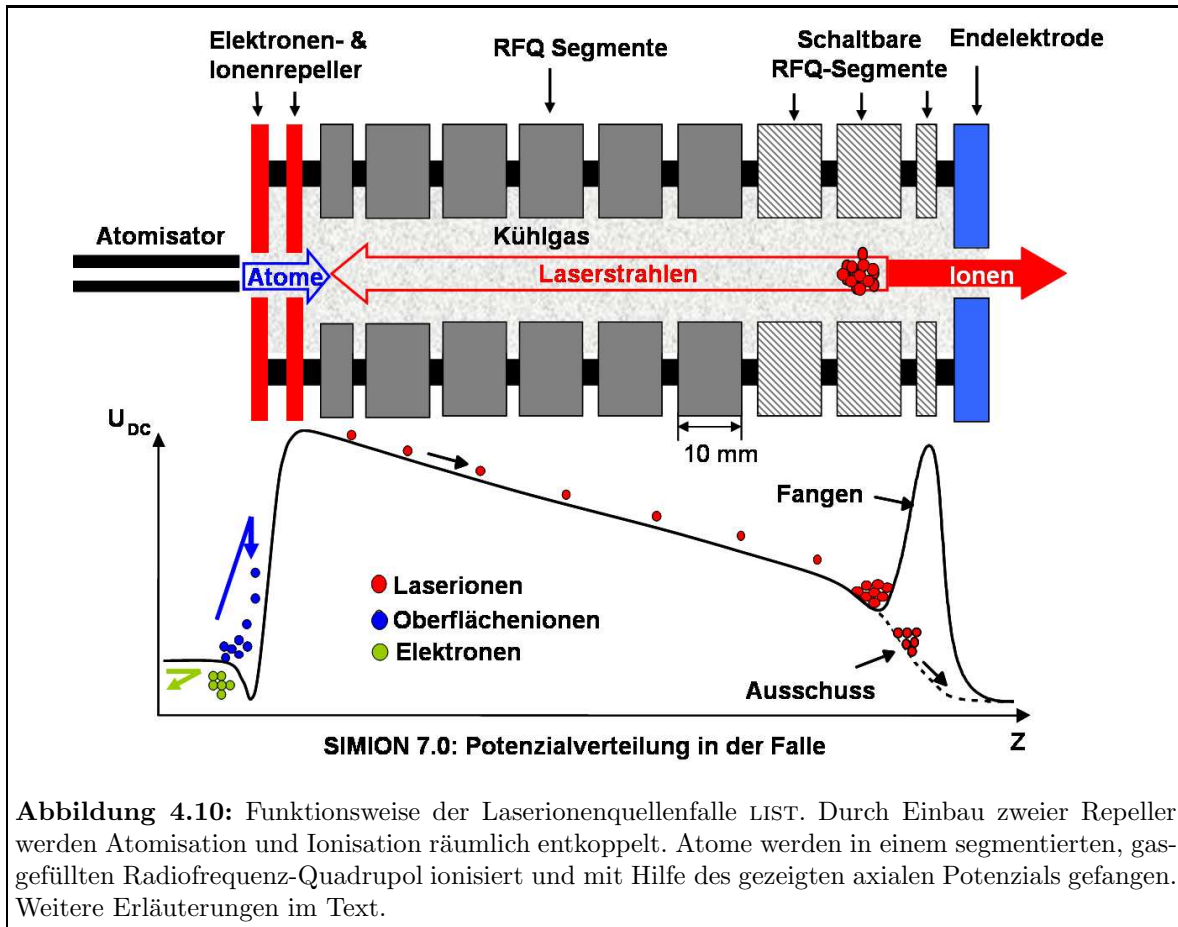 Elektronen- &
Ionenrepeller
RFQ Segmente
Schaltbare
RFQ-Segmente
Endelektrode
Atomisator
Kühlgas
Atome
Laserstrahlen
Ionen
U DC
10 mm
Fangen
Laserionen
Oberflächenionen
Elektronen
Ausschuss
Z
SIMION 7.0: Potenzialverteilung in der Falle
Abbildung 4.10: Funktionsweise der Laserionenquellenfalle LIST. Durch Einbau zweier Repeller
werden Atomisation und Ionisation räumlich entkoppelt. Atome werden in einem segmentierten, gas-
gefüllten Radiofrequenz-Quadrupol ionisiert und mit Hilfe des gezeigten axialen Potenzials gefangen.
Weitere Erläuterungen im Text.